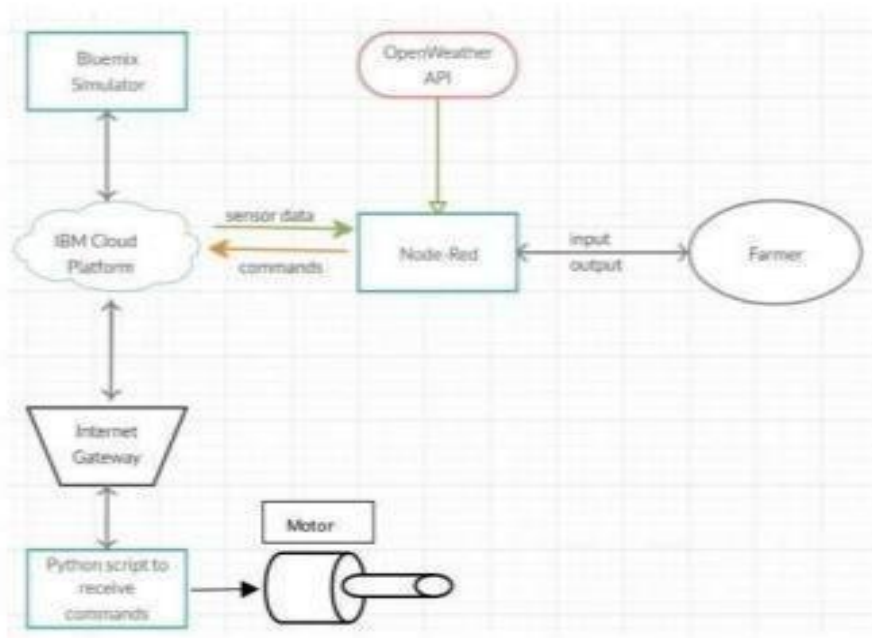 Bluemix
Simulator
OpenWeather
API
IBM Cloud
Platform
sensor data
commands
Node-Red
input
output
Farmer
Internet
Gateway
Motor
Python script to
receive
commands